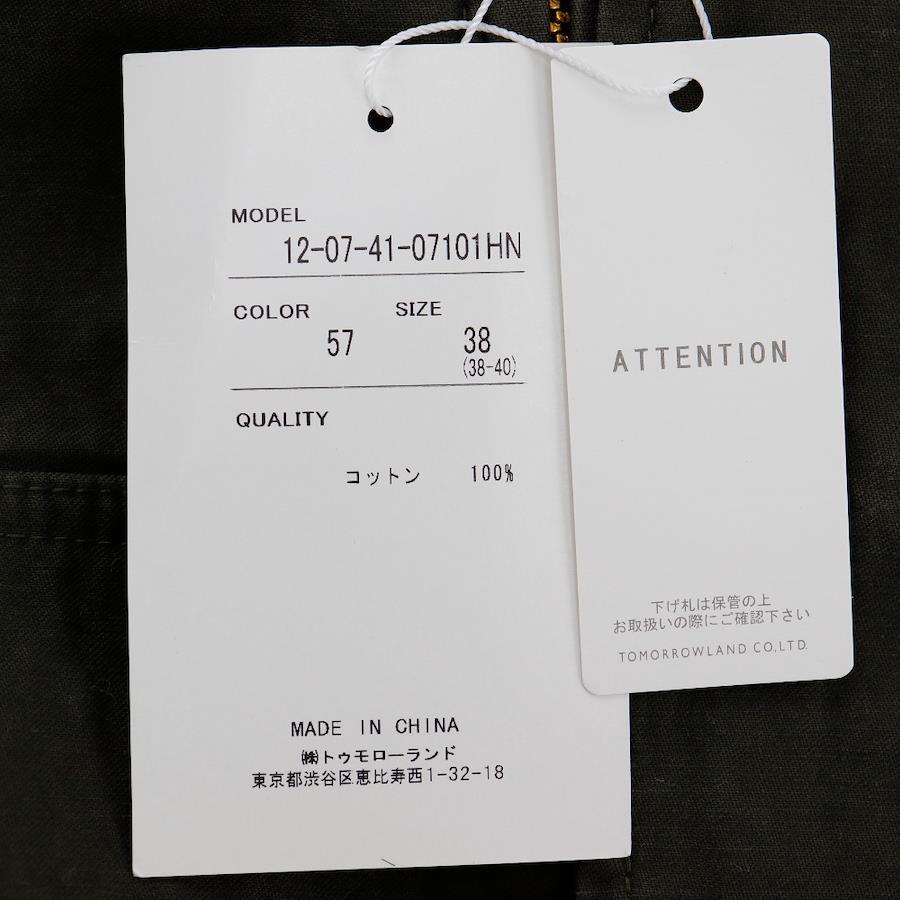 MODEL
12-07-41-07101HN
COLOR SIZE
57 38
(38-40)
QUALITY
コットン 100%
MADE IN CHINA
㈱トゥモローランド
東京都渋谷区恵比寿西1-32-18
ATTENTION
下げ札は保管の上
お取扱いの際にご確認下さい
TOMORROWLAND CO.,LTD.